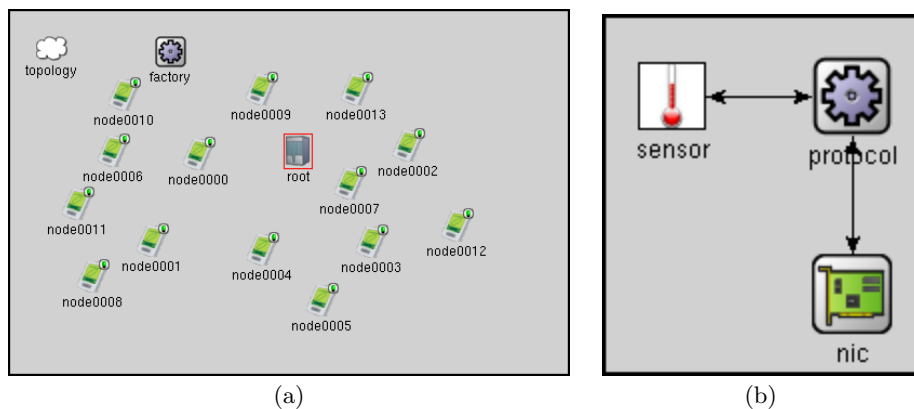 topology
factory
node0010
node0009
node0013
node0006
node0000
root
node0002
node0007
node0011
node0001
node0004
node0003
node0012
node0008
node0005
(a)
sensor
protocol
nic
(b)